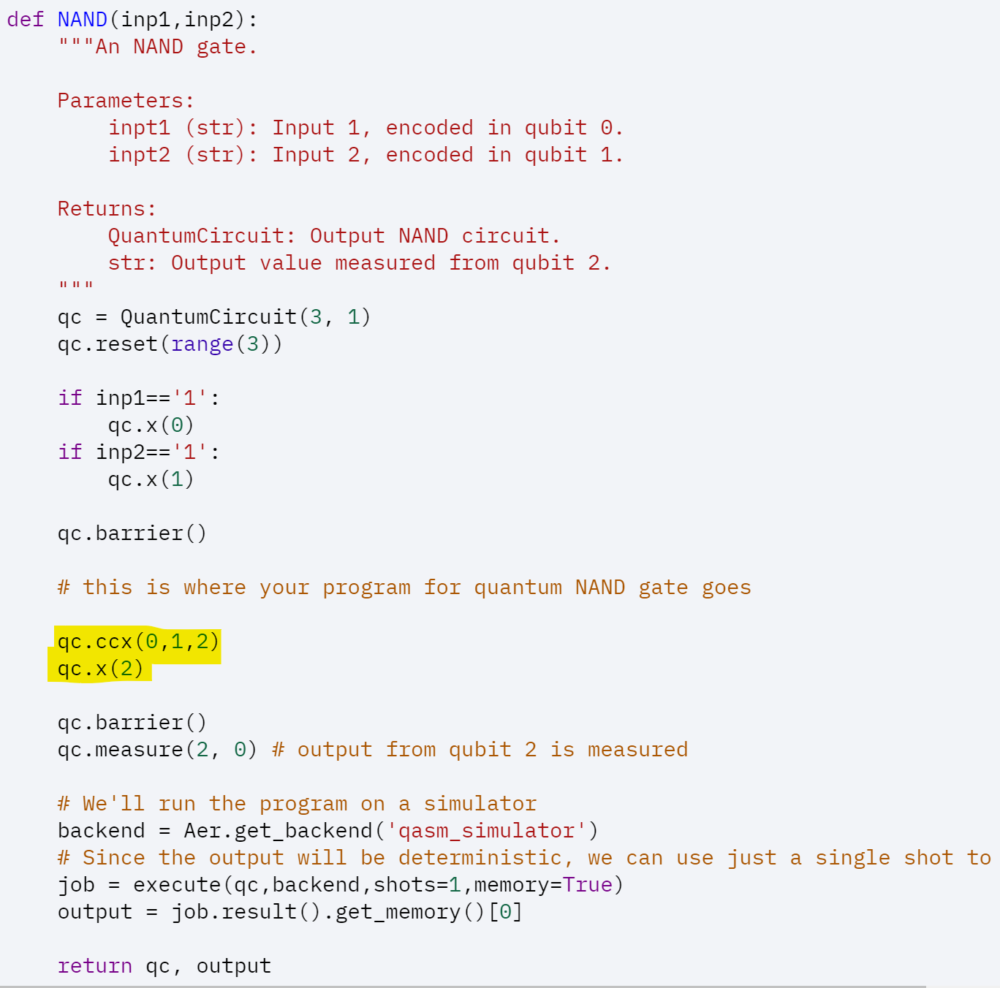 def NAND(inp1,inp2):
    """An NAND gate.

    Parameters:
        inpt1 (str): Input 1, encoded in qubit 0.
        inpt2 (str): Input 2, encoded in qubit 1.

    Returns:
        QuantumCircuit: Output NAND circuit.
        str: Output value measured from qubit 2.
    """
    qc = QuantumCircuit(3, 1)
    qc.reset(range(3))

    if inp1=='1':
        qc.x(0)
    if inp2=='1':
        qc.x(1)

    qc.barrier()

    # this is where your program for quantum NAND gate goes

    qc.ccx(0,1,2)
    qc.x(2)

    qc.barrier()
    qc.measure(2, 0) # output from qubit 2 is measured

    # We'll run the program on a simulator
    backend = Aer.get_backend('qasm_simulator')
    # Since the output will be deterministic, we can use just a single shot to
    job = execute(qc,backend,shots=1,memory=True)
    output = job.result().get_memory()[0]

    return qc, output